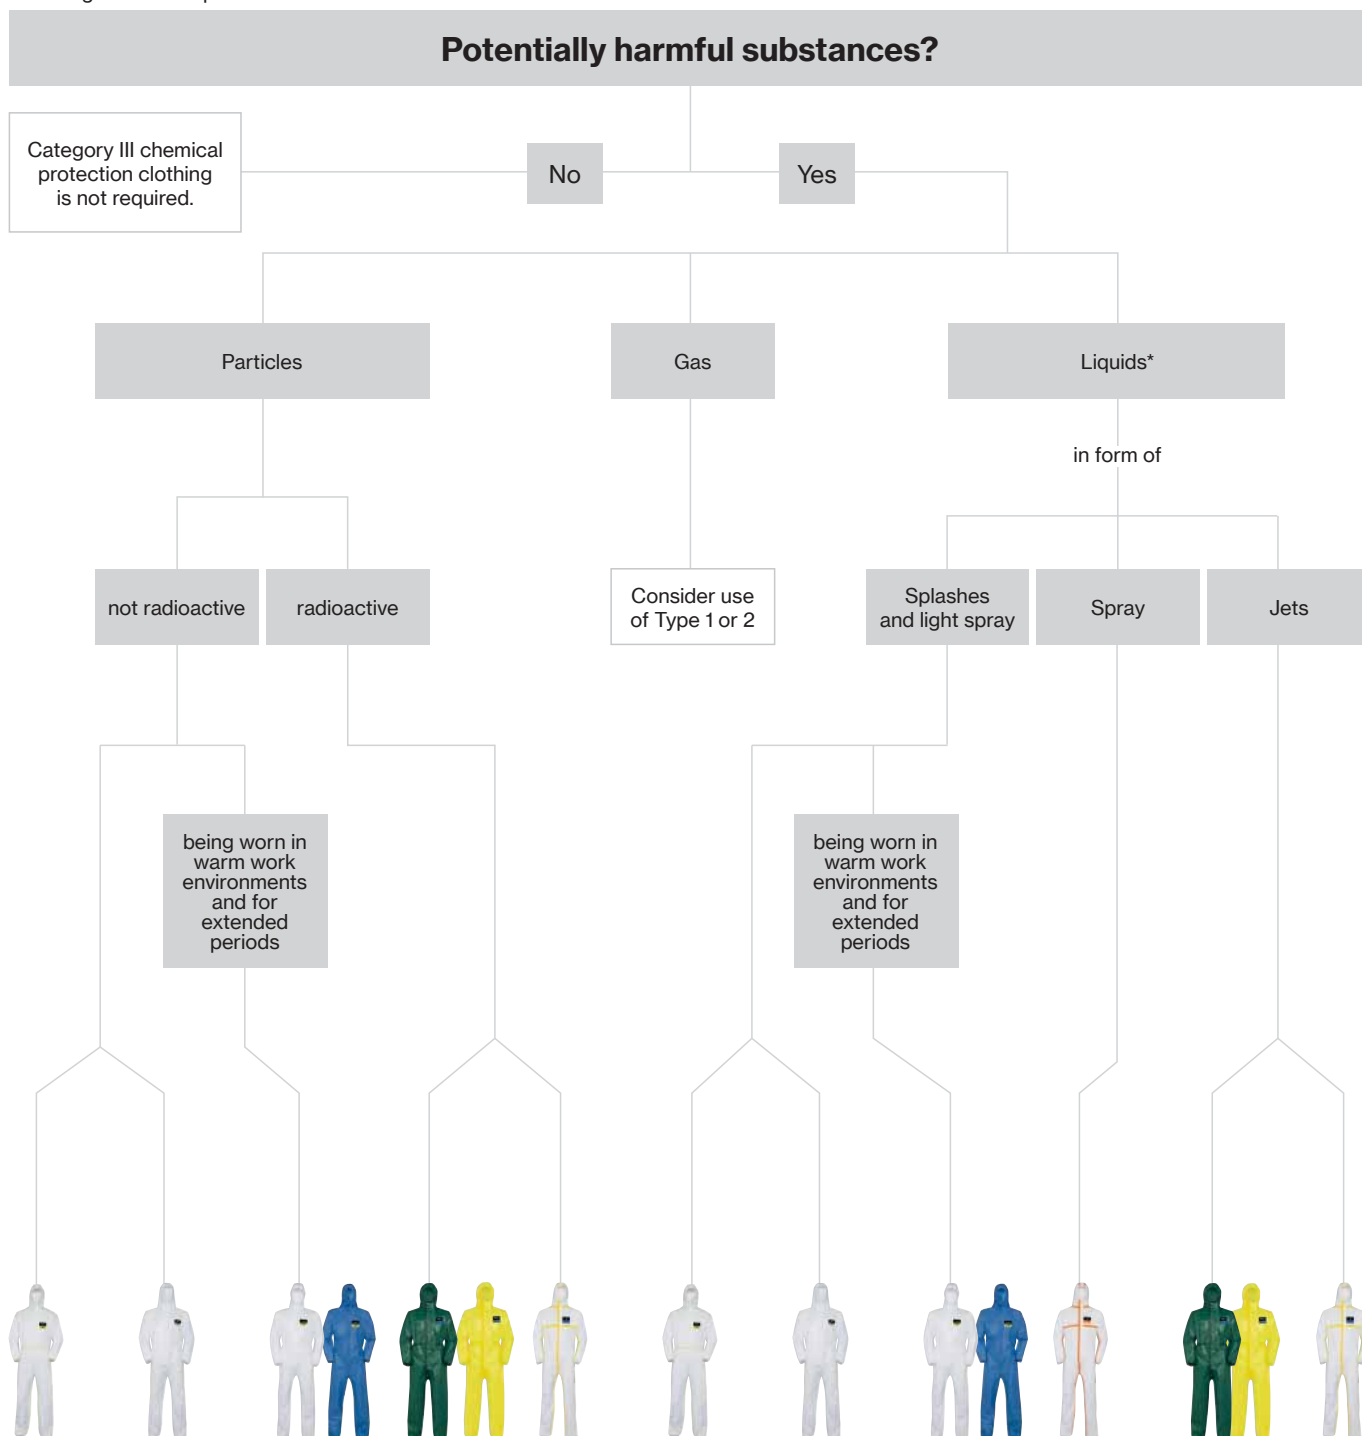 Potentially harmful substances?
Category III chemical
protection clothing
is not required.
No
Yes
Particles
Gas
Liquids*
in form of
not radioactive
radioactive
Consider use
of Type 1 or 2
Splashes
and light spray
Spray
Jets
being worn in
warm work
environments
and for
extended
periods
being worn in
warm work
environments
and for
extended
periods